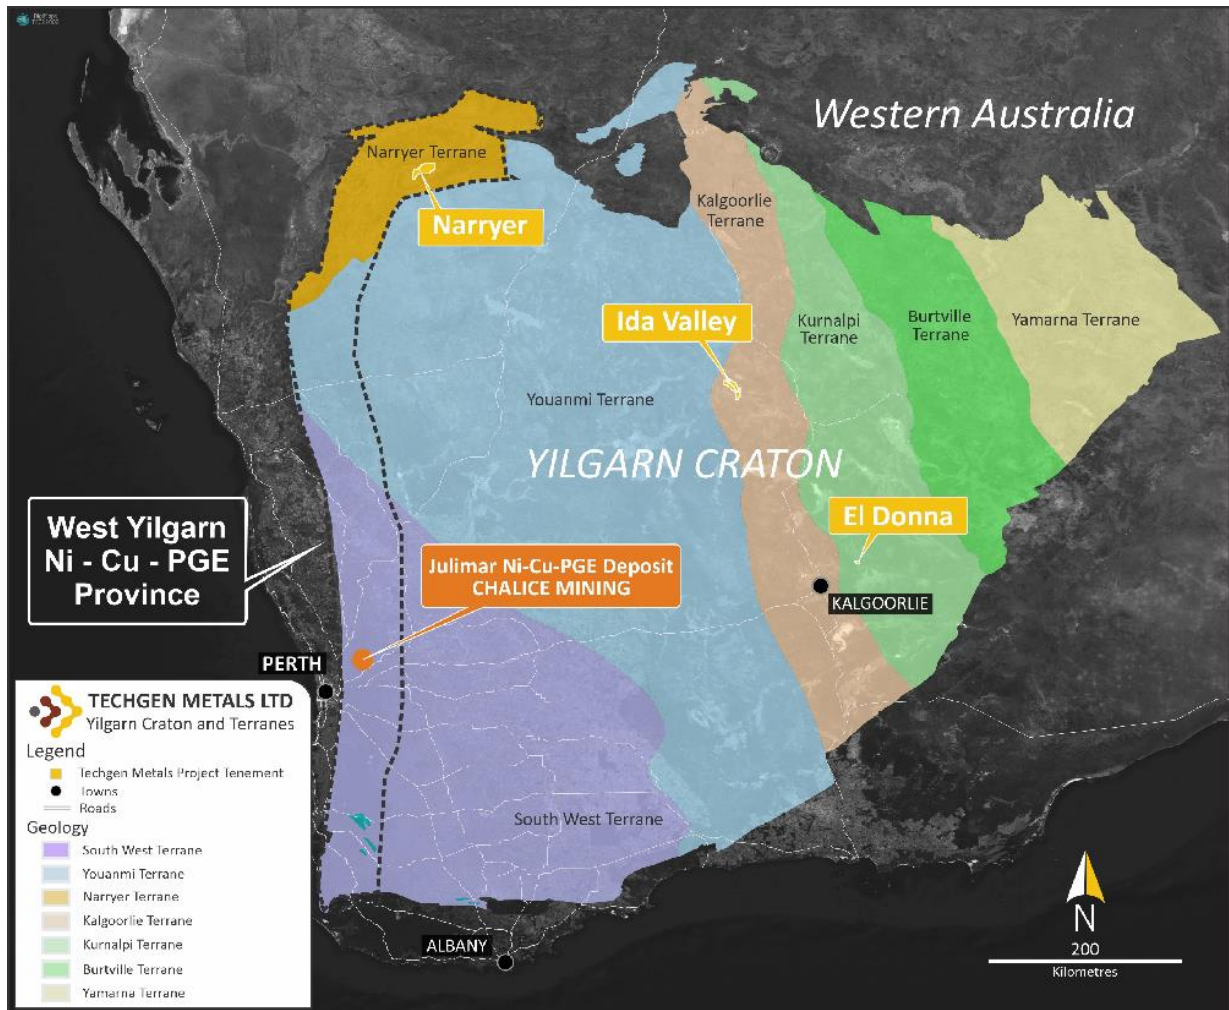 Western Australia
Narryer Terrane
Narryer
Kalgoorlie
Terrane
Ida Valley
Kurnalpi
Terrane
Burtville
Terrane
Yamarna Terrane
Youanmi Terrane
YILGARN CRATON
West Yilgarn
Ni - Cu - PGE
Province
El Donna
Julimar Ni-Cu-PGE Deposit
CHALICE MINING
KALGOORLIE
PERTH
South West Terrane
ALBANY
TECHGEN METALS LTD
Yilgarn Craton and Terranes
Legend
Techgen Metals Project Tenement
Towns
Roads
Geology
South West Terrane
Youanmi Terrane
Narryer Terrane
Kalgoorlie Terrane
Kurnalpi Terrane
Burtville Terrane
Yamarna Terrane
N
200
Kilometres